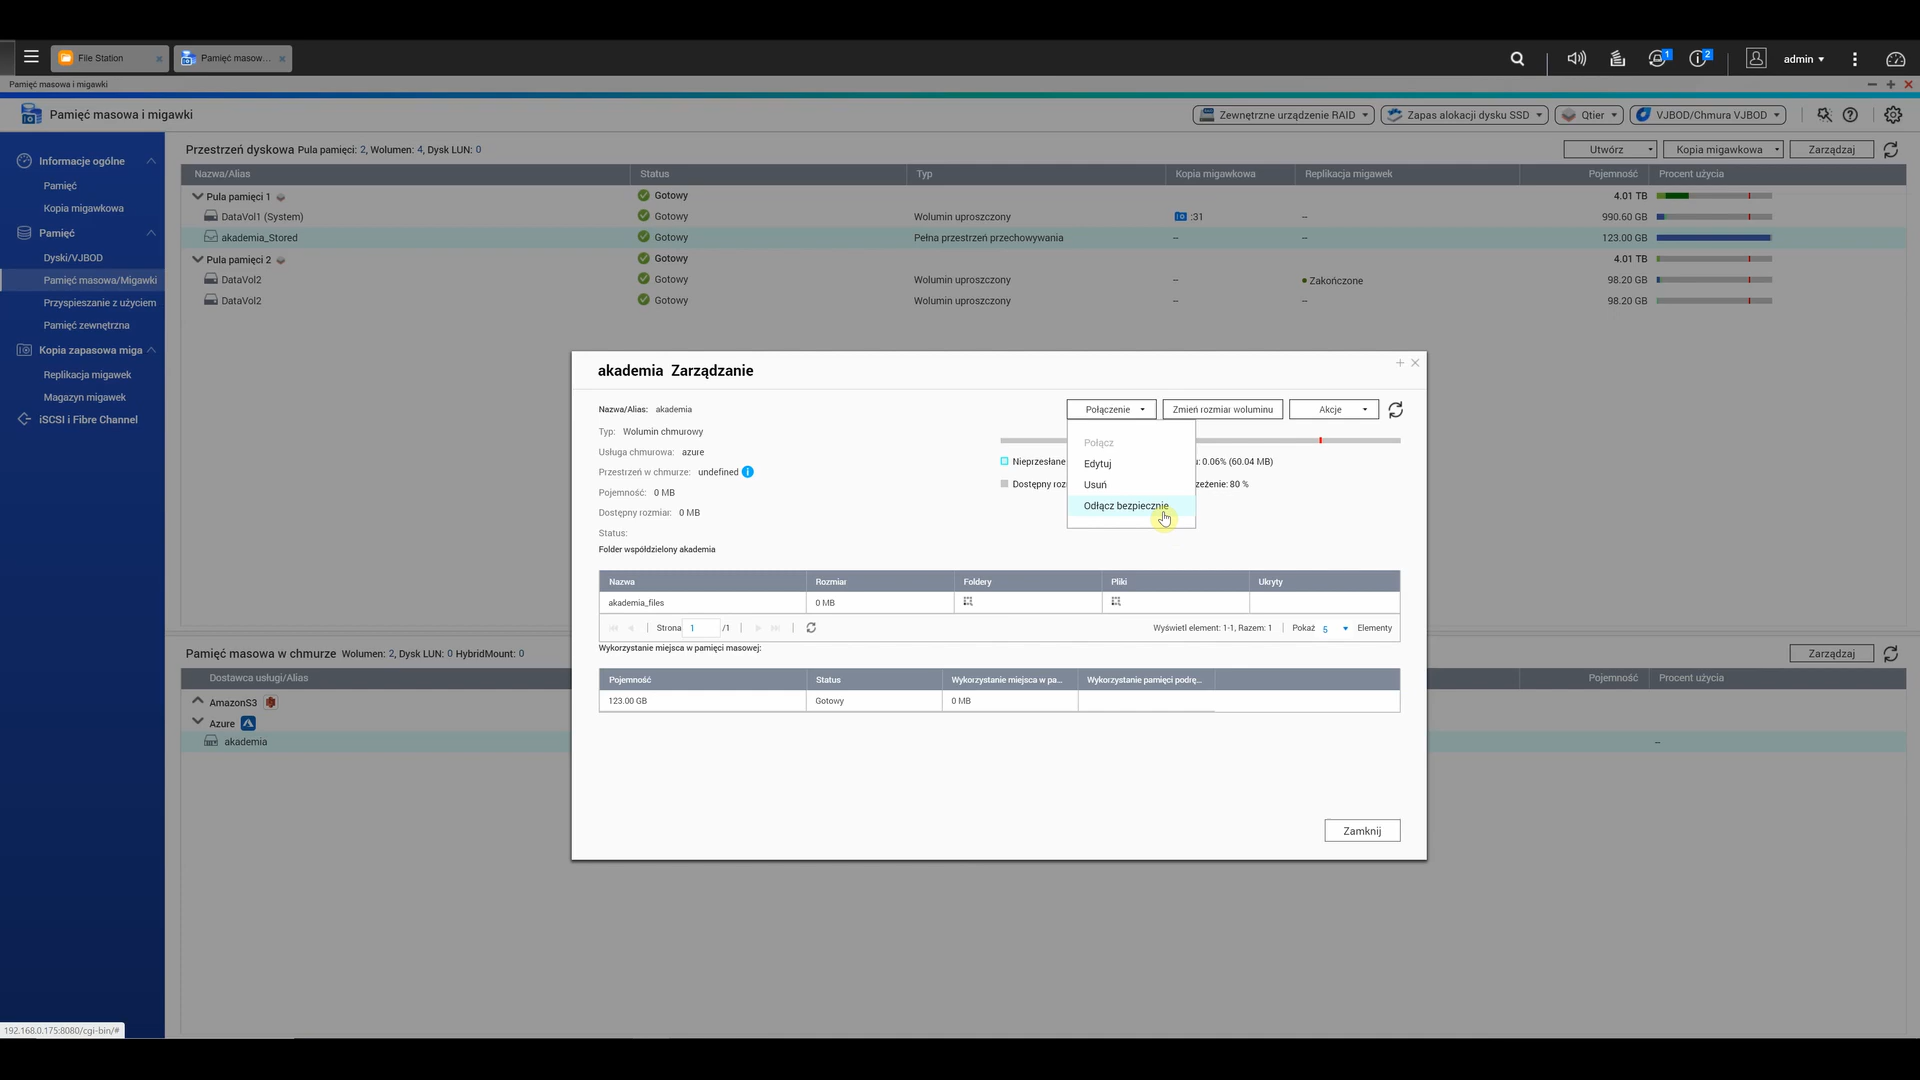 File Station
Pamięć masow...
1
2
admin
Pamięć masowa i migawki
Pamięć masowa i migawki
Zewnętrzne urządzenie RAID
Zapas alokacji dysku SSD
Qtier
VJBOD/Chmura VJBOD
Informacje ogólne
Pamięć
Kopia migawkowa
Pamięć
Dyski/VJBOD
Pamięć masowa/Migawki
Przyspieszanie z użyciem
Pamięć zewnętrzna
Kopia zapasowa miga
Replikacja migawek
Magazyn migawek
iSCSI i Fibre Channel
Przestrzeń dyskowa Pula pamięci: 2, Wolumen: 4, Dysk LUN: 0
Utwórz
Kopia migawkowa
Zarządzaj
Nazwa/Alias Status Typ Kopia migawkowa Replikacja migawek Pojemność Procent użycia
Pula pamięci 1 Gotowy 4.01 TB
DataVol1 (System) Gotowy Wolumin uproszczony :31 -- 990.60 GB
akademia_Stored Gotowy Pełna przestrzeń przechowywania -- -- 123.00 GB
Pula pamięci 2 Gotowy 4.01 TB
DataVol2 Gotowy Wolumin uproszczony -- Zakończone 98.20 GB
DataVol2 Gotowy Wolumin uproszczony -- -- 98.20 GB
akademia Zarządzanie
Nazwa/Alias: akademia
Typ: Wolumin chmurowy
Usługa chmurowa: azure
Przestrzeń w chmurze: undefined
Pojemność: 0 MB
Dostępny rozmiar: 0 MB
Status:
Folder współdzielony akademia
Połączenie
Zmień rozmiar woluminu
Akcje
Połącz
Edytuj
Usuń
Odłącz bezpiecznie
Nieprzesłane
u: 0.06% (60.04 MB)
Dostępny roz
zeżenie: 80 %
Nazwa Rozmiar Foldery Pliki Ukryty
akademia_files 0 MB
Strona 1 /1
Wyświetl element: 1-1, Razem: 1
Pokaż 5 Elementy
Wykorzystanie miejsca w pamięci masowej:
Pojemność Status Wykorzystanie miejsca w pa... Wykorzystanie pamięci podrę...
123.00 GB Gotowy 0 MB
Zamknij
Pamięć masowa w chmurze Wolumen: 2, Dysk LUN: 0 HybridMount: 0
Zarządzaj
Dostawca usługi/Alias Pojemność Procent użycia
AmazonS3
Azure
akademia --
192.168.0.175:8080/cgi-bin/#